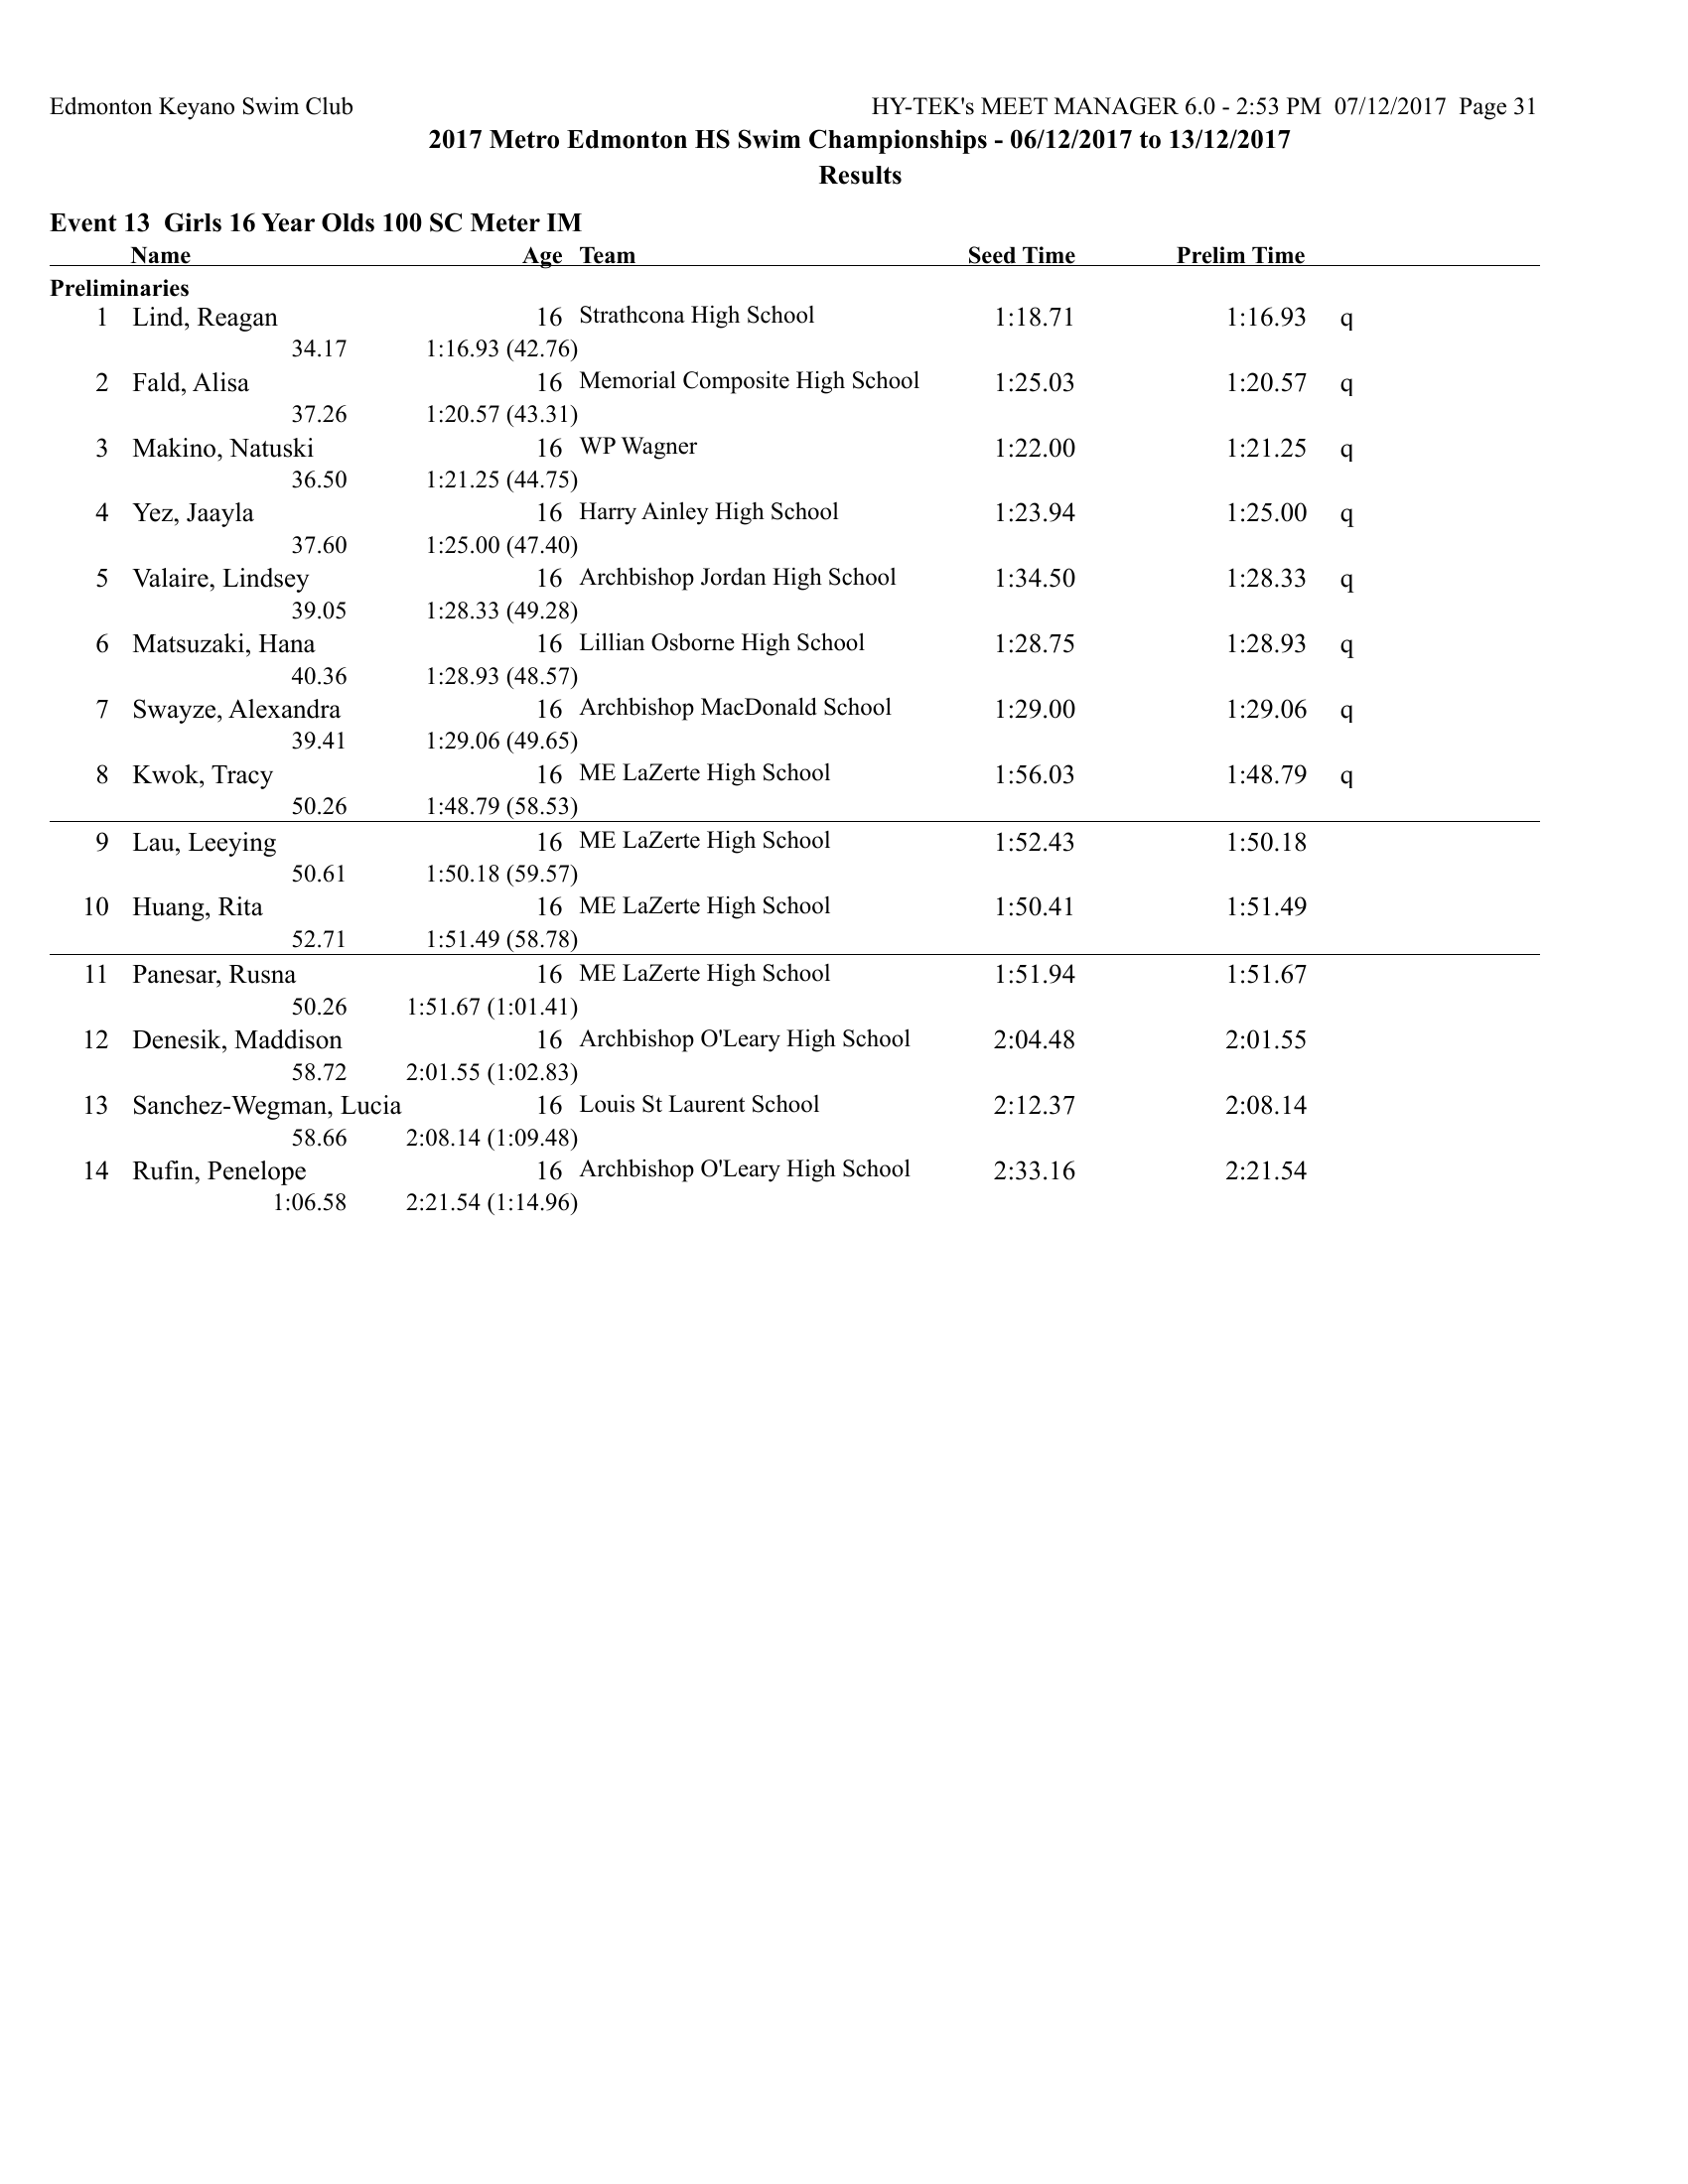 Edmonton Keyano Swim Club HY-TEK's MEET MANAGER 6.0 - 2:53 PM 07/12/2017 Page 31
2017 Metro Edmonton HS Swim Championships - 06/12/2017 to 13/12/2017
Results
Event 13 Girls 16 Year Olds 100 SC Meter IM
Name Age Team Seed Time Prelim Time
Preliminaries
1 Lind, Reagan 16 Strathcona High School 1:18.71 1:16.93 q
34.17 1:16.93 (42.76)
2 Fald, Alisa 16 Memorial Composite High School 1:25.03 1:20.57 q
37.26 1:20.57 (43.31)
3 Makino, Natuski 16 WP Wagner 1:22.00 1:21.25 q
36.50 1:21.25 (44.75)
4 Yez, Jaayla 16 Harry Ainley High School 1:23.94 1:25.00 q
37.60 1:25.00 (47.40)
5 Valaire, Lindsey 16 Archbishop Jordan High School 1:34.50 1:28.33 q
39.05 1:28.33 (49.28)
6 Matsuzaki, Hana 16 Lillian Osborne High School 1:28.75 1:28.93 q
40.36 1:28.93 (48.57)
7 Swayze, Alexandra 16 Archbishop MacDonald School 1:29.00 1:29.06 q
39.41 1:29.06 (49.65)
8 Kwok, Tracy 16 ME LaZerte High School 1:56.03 1:48.79 q
50.26 1:48.79 (58.53)
9 Lau, Leeying 16 ME LaZerte High School 1:52.43 1:50.18
50.61 1:50.18 (59.57)
10 Huang, Rita 16 ME LaZerte High School 1:50.41 1:51.49
52.71 1:51.49 (58.78)
11 Panesar, Rusna 16 ME LaZerte High School 1:51.94 1:51.67
50.26 1:51.67 (1:01.41)
12 Denesik, Maddison 16 Archbishop O'Leary High School 2:04.48 2:01.55
58.72 2:01.55 (1:02.83)
13 Sanchez-Wegman, Lucia 16 Louis St Laurent School 2:12.37 2:08.14
58.66 2:08.14 (1:09.48)
14 Rufin, Penelope 16 Archbishop O'Leary High School 2:33.16 2:21.54
1:06.58 2:21.54 (1:14.96)